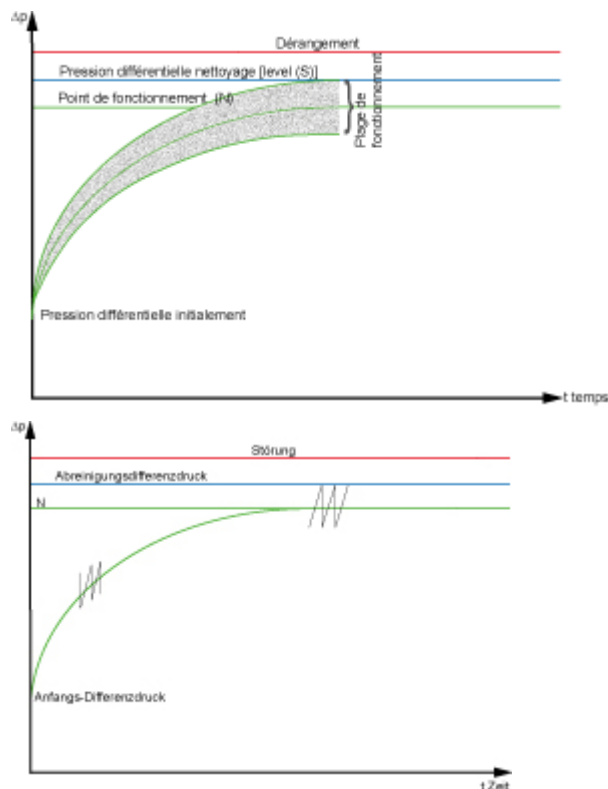 Δp
Dérangement
Pression différentielle nettoyage [level (S)]
Point de fonctionnement (N)
Plage de
fonctionnement
Pression différentielle initialement
t temps
Δp
Störung
Abreinigungsdifferenzdruck
N
Anfangs-Differenzdruck
t Zeit